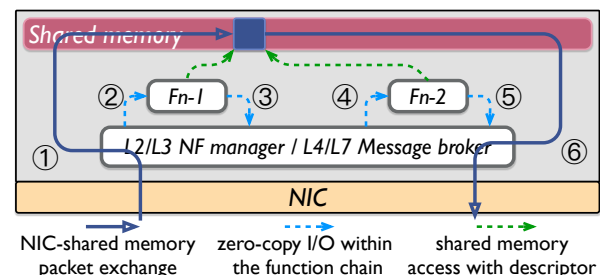 Shared memory
② Fn-1 ③ ④ Fn-2 ⑤
① L2/L3 NF manager / L4/L7 Message broker ⑥
NIC
NIC-shared memory
packet exchange
zero-copy I/O within
the function chain
shared memory
access with descriptor